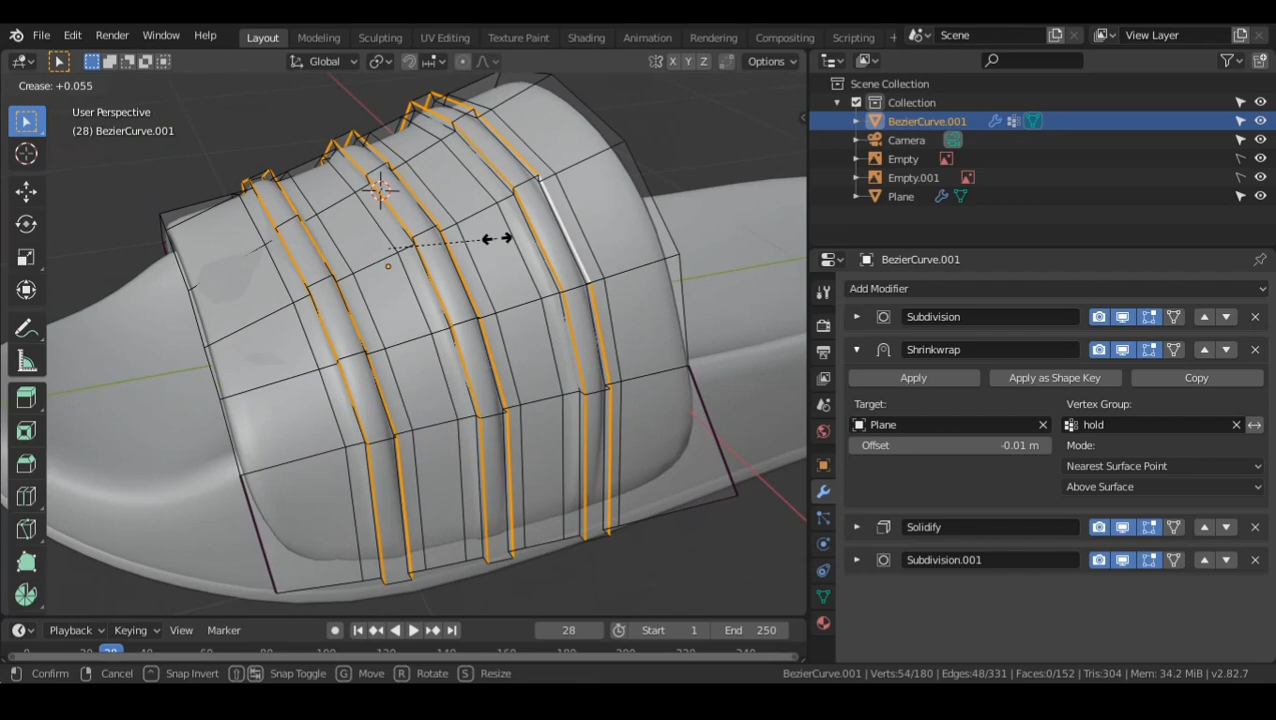 File Edit Render Window Help Layout Modeling Sculpting UV Editing Texture Paint Shading Animation Rendering Compositing Scripting + Scene View Layer
Global X Y Z Options
Crease: +0.055
User Perspective
(28) BezierCurve.001
Scene Collection
Collection
BezierCurve.001
Camera
Empty
Empty.001
Plane
BezierCurve.001
Add Modifier
Subdivision
Shrinkwrap
Apply Apply as Shape Key Copy
Target: Vertex Group:
Plane hold
Offset -0.01 m Mode:
Nearest Surface Point
Above Surface
Solidify
Subdivision.001
Playback Keying View Marker 28 Start 1 End 250
28
Confirm Cancel Snap Invert Snap Toggle G Move R Rotate S Resize BezierCurve.001 | Verts:54/180 | Edges:48/331 | Faces:0/152 | Tris:304 | Mem: 34.2 MiB | v2.82.7